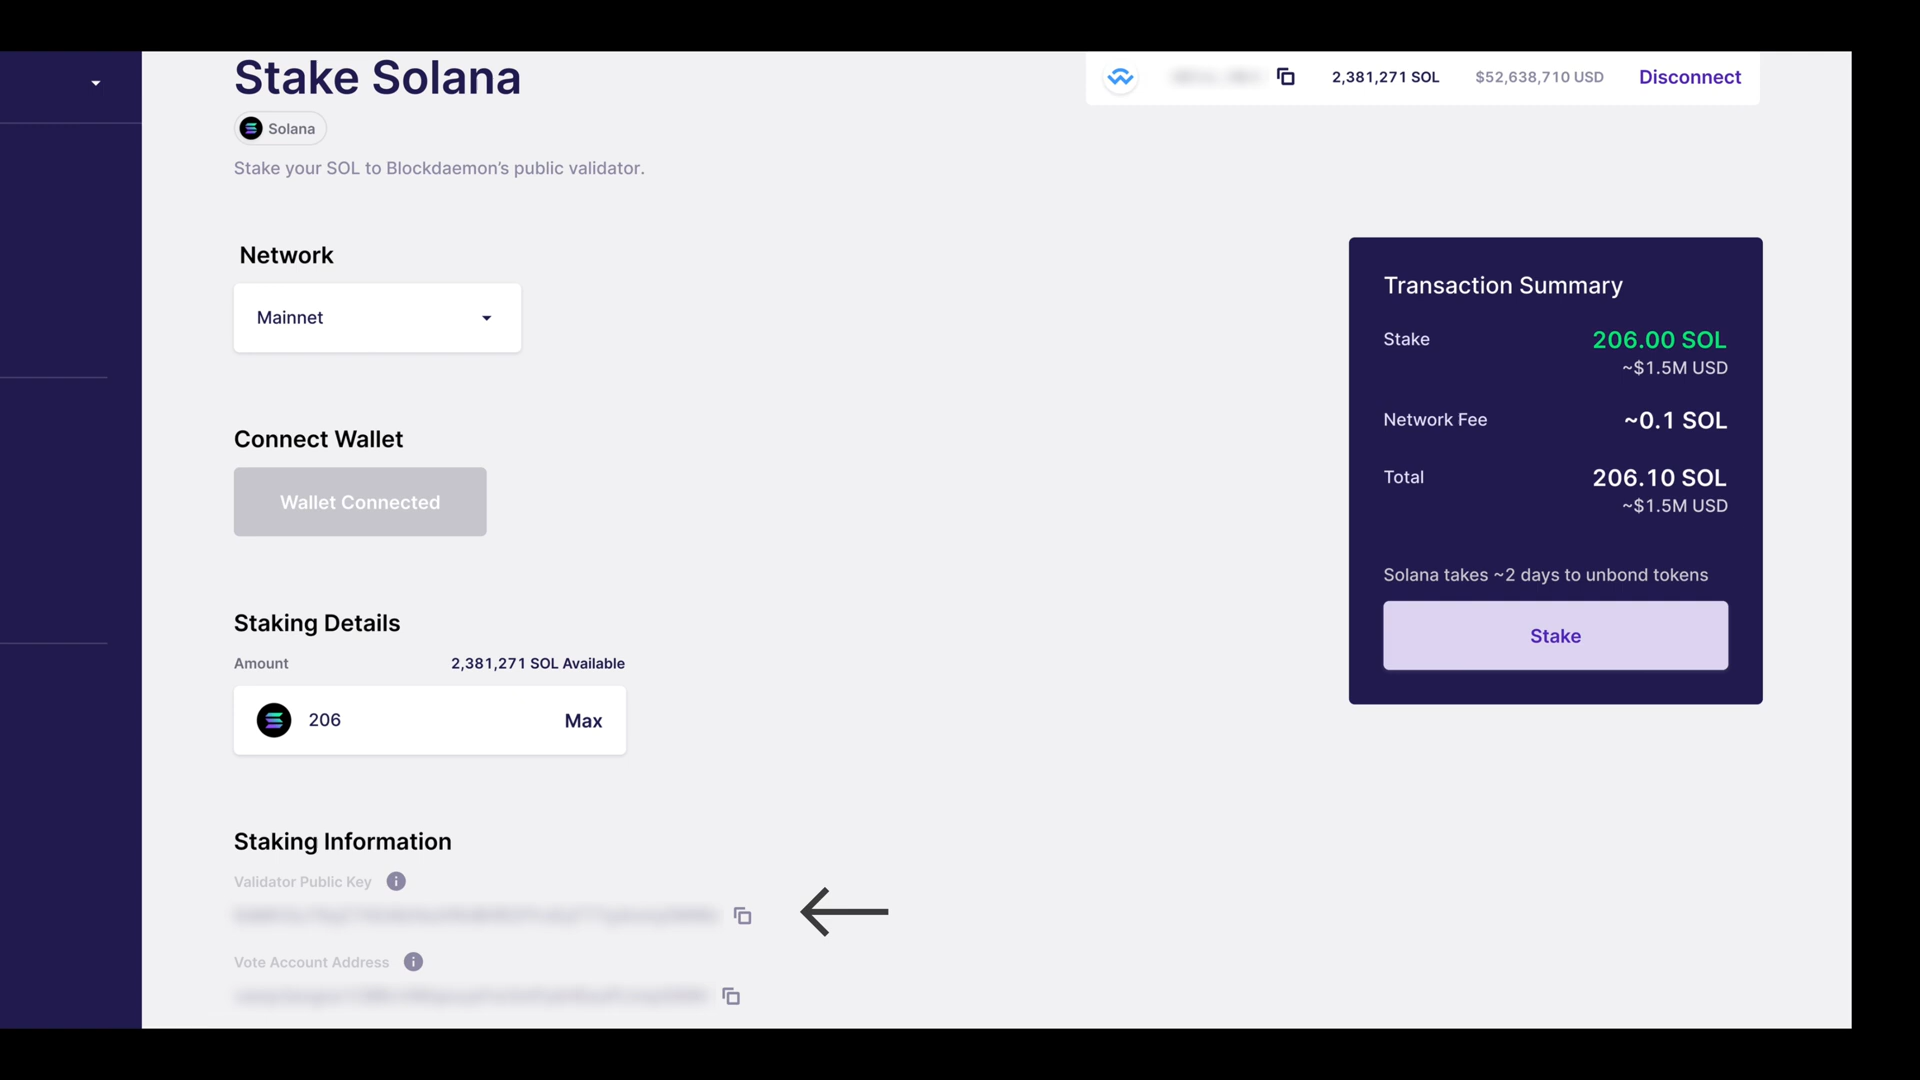 Stake Solana
2,381,271 SOL
$52,638,710 USD
Disconnect
Solana
Stake your SOL to Blockdaemon’s public validator.
Network
Mainnet
Connect Wallet
Wallet Connected
Staking Details
Amount
2,381,271 SOL Available
206
Max
Staking Information
Validator Public Key
Vote Account Address
Transaction Summary
Stake
206.00 SOL
~$1.5M USD
Network Fee
~0.1 SOL
Total
206.10 SOL
~$1.5M USD
Solana takes ~2 days to unbond tokens
Stake